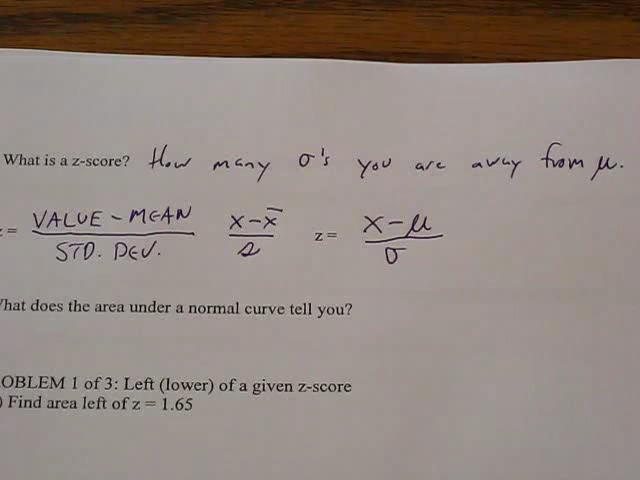 What is a z-score? How many σ's you are away from μ.
= VALUE - MEAN / STD. DEV. x - x̄ / s z = x - μ / σ
hat does the area under a normal curve tell you?
OBLEM 1 of 3: Left (lower) of a given z-score
) Find area left of z = 1.65